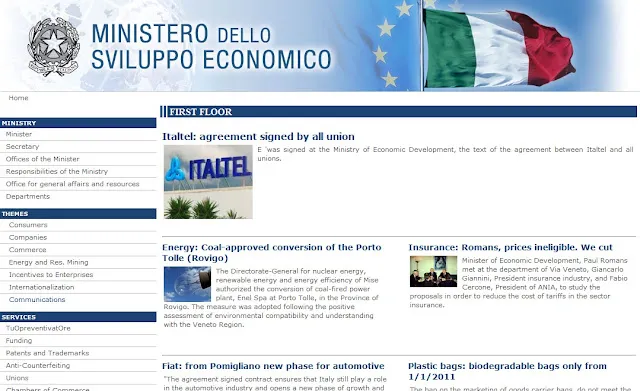 MINISTERO DELLO
SVILUPPO ECONOMICO
Home
MINISTRY
Minister
Secretary
Offices of the Minister
Responsibilities of the Ministry
Office for general affairs and resources
Departments
THEMES
Consumers
Companies
Commerce
Energy and Res. Mining
Incentives to Enterprises
Internationalization
Communications
SERVICES
TuOpreventivatOre
Funding
Patents and Trademarks
Anti-Counterfeiting
Unions
Chambers of Commerce
FIRST FLOOR
Italtel: agreement signed by all union
ITALTEL
E 'was signed at the Ministry of Economic Development, the text of the agreement between Italtel and all
unions.
Energy: Coal-approved conversion of the Porto
Tolle (Rovigo)
The Directorate-General for nuclear energy,
renewable energy and energy efficiency of Mise
authorized the conversion of coal-fired power
plant, Enel Spa at Porto Tolle, in the Province of
Rovigo. The measure was adopted following the positive
assessment of environmental compatibility and understanding
with the Veneto Region.
Insurance: Romans, prices ineligible. We cut
Minister of Economic Development, Paul Romans
met at the department of Via Veneto, Giancarlo
Giannini, President insurance industry, and Fabio
Cercone, President of ANIA, to study the
proposals in order to reduce the cost of tariffs in the sector
insurance.
Fiat: from Pomigliano new phase for automotive
"The agreement signed contract ensures that Italy still play a role
in the automotive industry and opens a new phase of growth and
Plastic bags: biodegradable bags only from
1/1/2011
The ban on the marketing of goods carrier bags, do not meet the